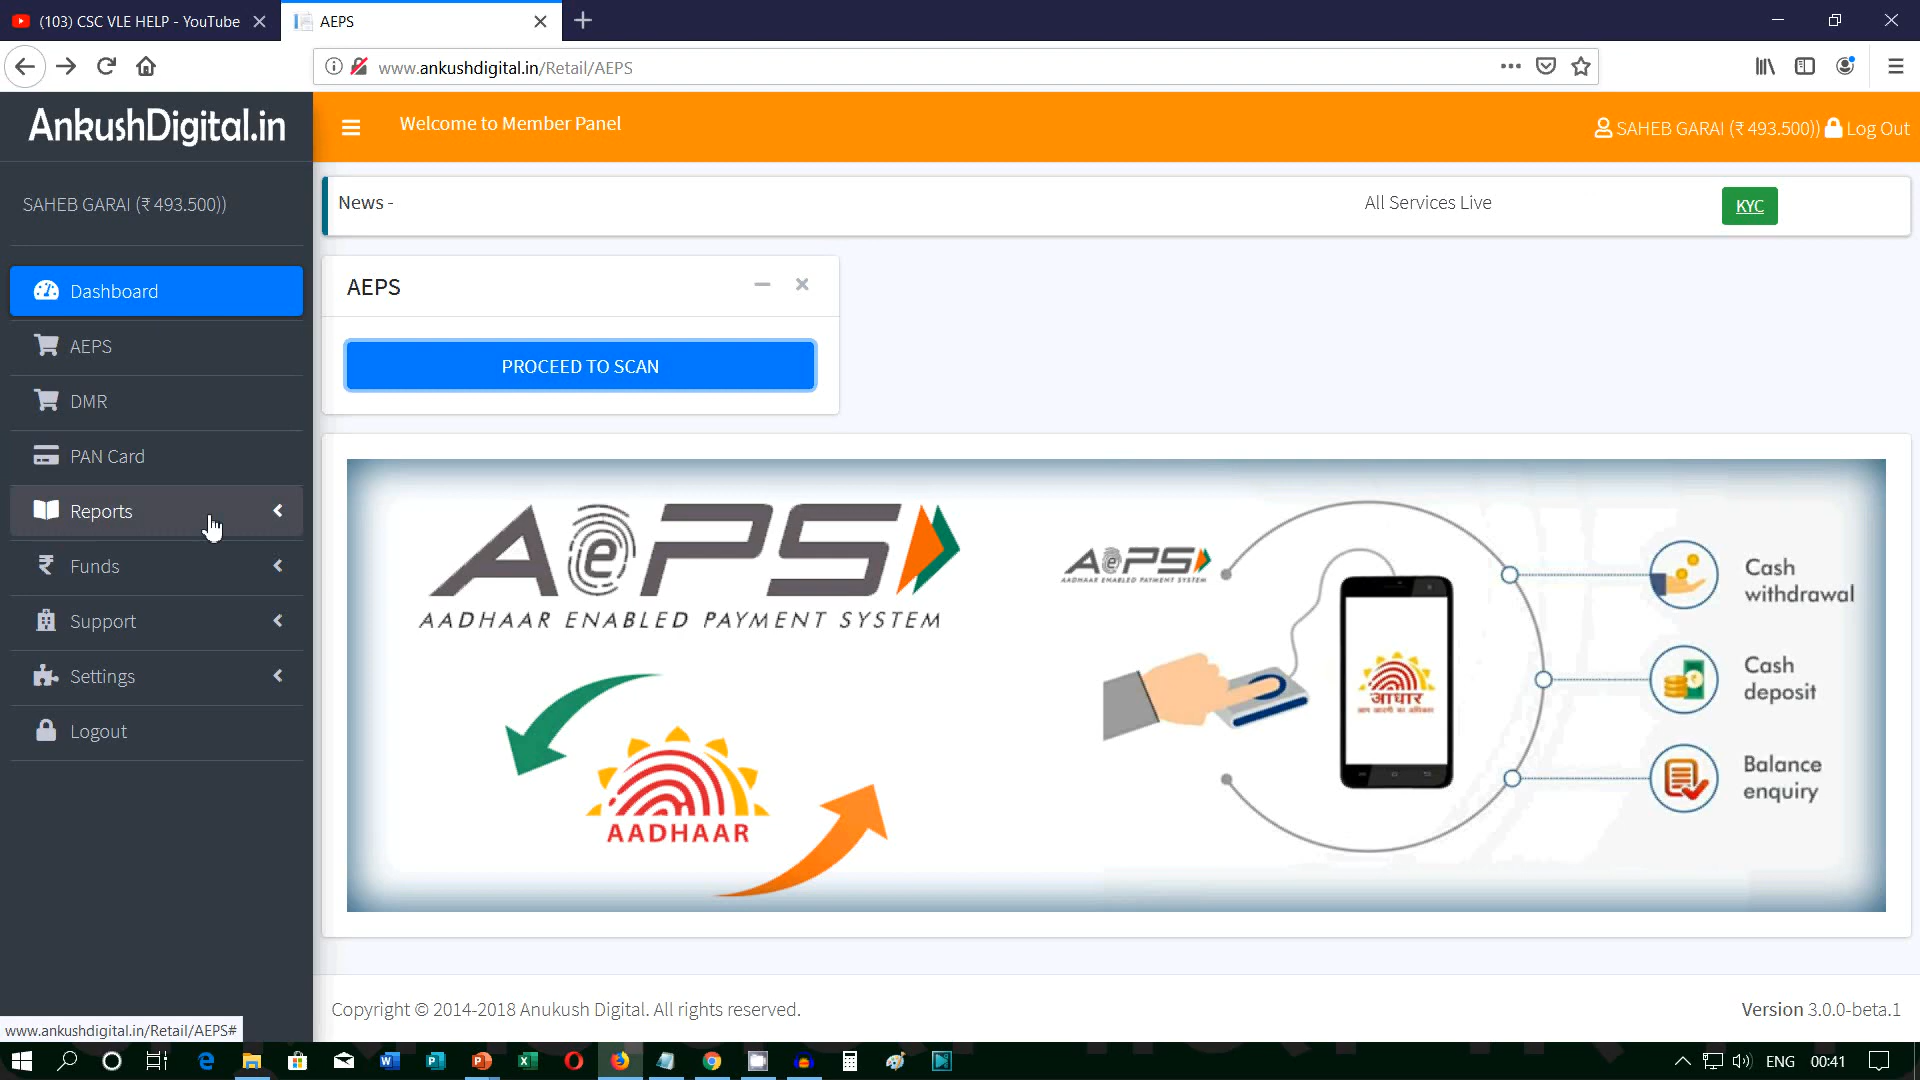 (103) CSC VLE HELP - YouTube
AEPS
www.ankushdigital.in/Retail/AEPS
AnkushDigital.in
Welcome to Member Panel
SAHEB GARAI (₹ 493.500)) Log Out
SAHEB GARAI (₹ 493.500))
News -
All Services Live
KYC
Dashboard
AEPS
DMR
PAN Card
Reports
Funds
Support
Settings
Logout
AEPS
PROCEED TO SCAN
AePS
AADHAAR ENABLED PAYMENT SYSTEM
AADHAAR
AePS
AADHAAR ENABLED PAYMENT SYSTEM
आधार
Cash
withdrawal
Cash
deposit
Balance
enquiry
Copyright © 2014-2018 Anukush Digital. All rights reserved.
Version 3.0.0-beta.1
www.ankushdigital.in/Retail/AEPS#
ENG
00:41